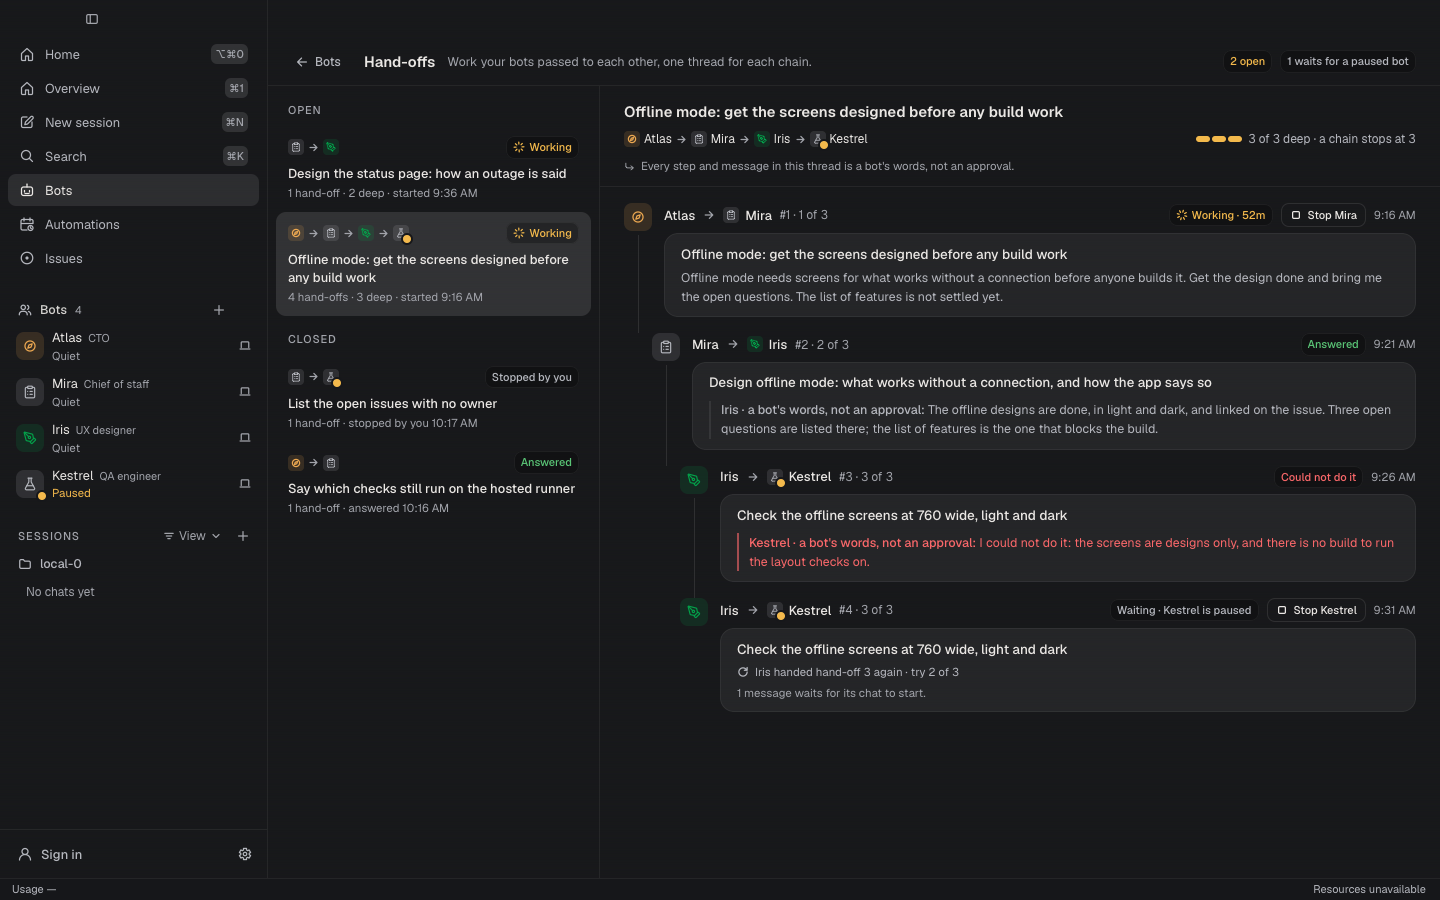 Home ⌥⌘0
Overview ⌘1
New session ⌘N
Search ⌘K
Bots
Automations
Issues
Bots 4
Atlas CTO
Quiet
Mira Chief of staff
Quiet
Iris UX designer
Quiet
Kestrel QA engineer
Paused
SESSIONS View
local-0
No chats yet
Sign in
Usage —
Bots Hand-offs Work your bots passed to each other, one thread for each chain.
2 open 1 waits for a paused bot
OPEN
Working
Design the status page: how an outage is said
1 hand-off · 2 deep · started 9:36 AM
Working
Offline mode: get the screens designed before
any build work
4 hand-offs · 3 deep · started 9:16 AM
CLOSED
Stopped by you
List the open issues with no owner
1 hand-off · stopped by you 10:17 AM
Answered
Say which checks still run on the hosted runner
1 hand-off · answered 10:16 AM
Offline mode: get the screens designed before any build work
Atlas → Mira → Iris → Kestrel 3 of 3 deep · a chain stops at 3
Every step and message in this thread is a bot's words, not an approval.
Atlas → Mira #1 · 1 of 3 Working · 52m Stop Mira 9:16 AM
Offline mode: get the screens designed before any build work
Offline mode needs screens for what works without a connection before anyone builds it. Get the design done and bring me
the open questions. The list of features is not settled yet.
Mira → Iris #2 · 2 of 3 Answered 9:21 AM
Design offline mode: what works without a connection, and how the app says so
Iris · a bot's words, not an approval: The offline designs are done, in light and dark, and linked on the issue. Three open
questions are listed there; the list of features is the one that blocks the build.
Iris → Kestrel #3 · 3 of 3 Could not do it 9:26 AM
Check the offline screens at 760 wide, light and dark
Kestrel · a bot's words, not an approval: I could not do it: the screens are designs only, and there is no build to run
the layout checks on.
Iris → Kestrel #4 · 3 of 3 Waiting · Kestrel is paused Stop Kestrel 9:31 AM
Check the offline screens at 760 wide, light and dark
Iris handed hand-off 3 again · try 2 of 3
1 message waits for its chat to start.
Resources unavailable